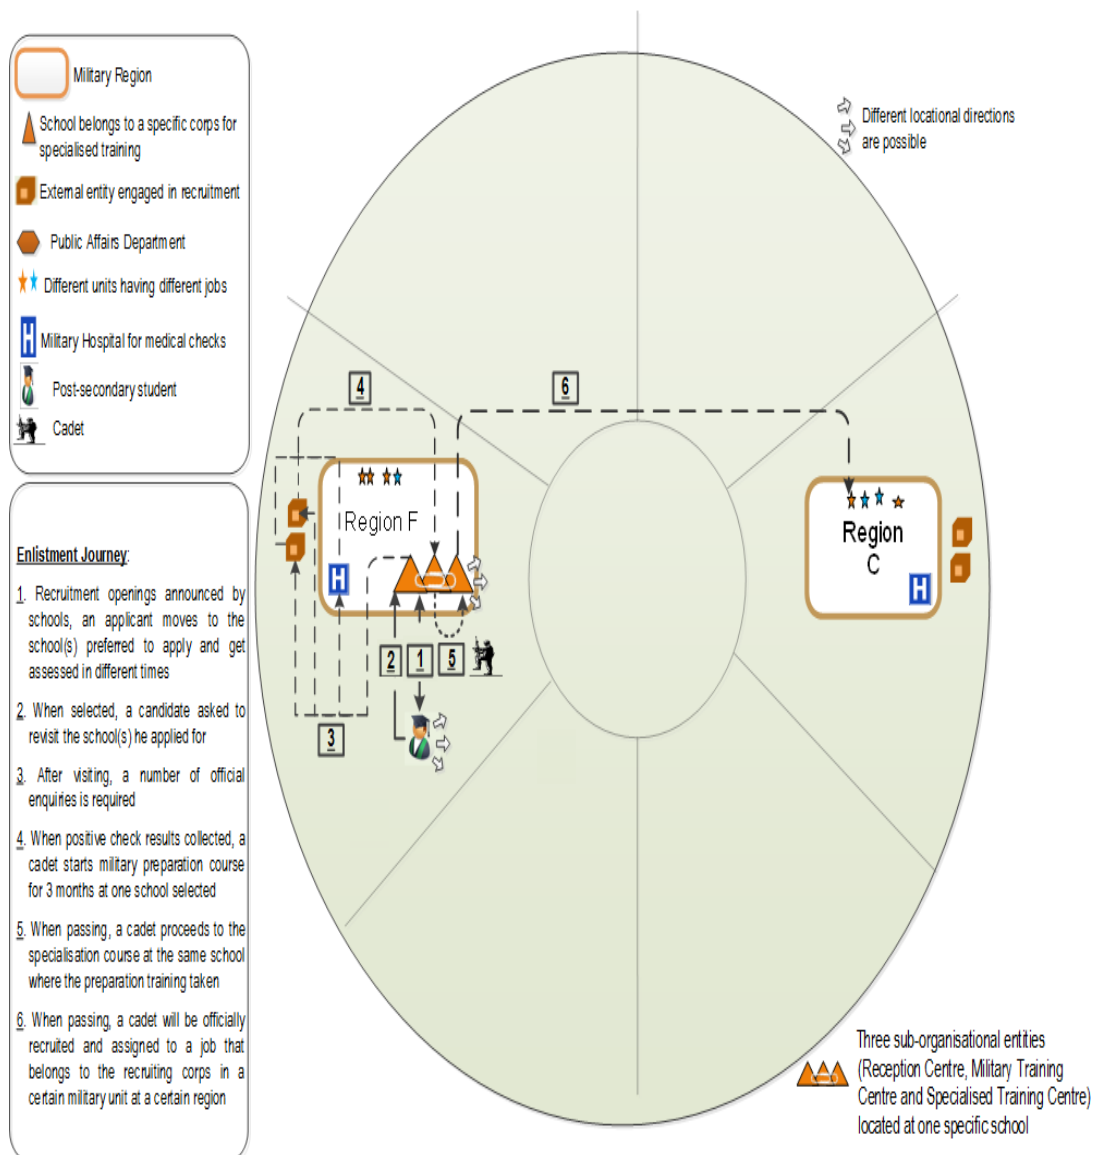 Military Region
School belongs to a specific corps for
specialised training
External entity engaged in recruitment
Public Affairs Department
Different units having different jobs
H
Military Hospital for medical checks
Post-secondary student
Cadet
Enlistment Journey:
1. Recruitment openings announced by
schools, an applicant moves to the
school(s) preferred to apply and get
assessed in different times
2. When selected, a candidate asked to
revisit the school(s) he applied for
3. After visiting, a number of official
enquiries is required
4. When positive check results collected, a
cadet starts military preparation course
for 3 months at one school selected
5. When passing, a cadet proceeds to the
specialisation course at the same school
where the preparation training taken
6. When passing, a cadet will be officially
recruited and assigned to a job that
belongs to the recruiting corps in a
certain military unit at a certain region
Different locational directions
are possible
4
6
Region F
H
Region
C
H
2
1
5
3
Three sub-organisational entities
(Reception Centre, Military Training
Centre and Specialised Training Centre)
located at one specific school